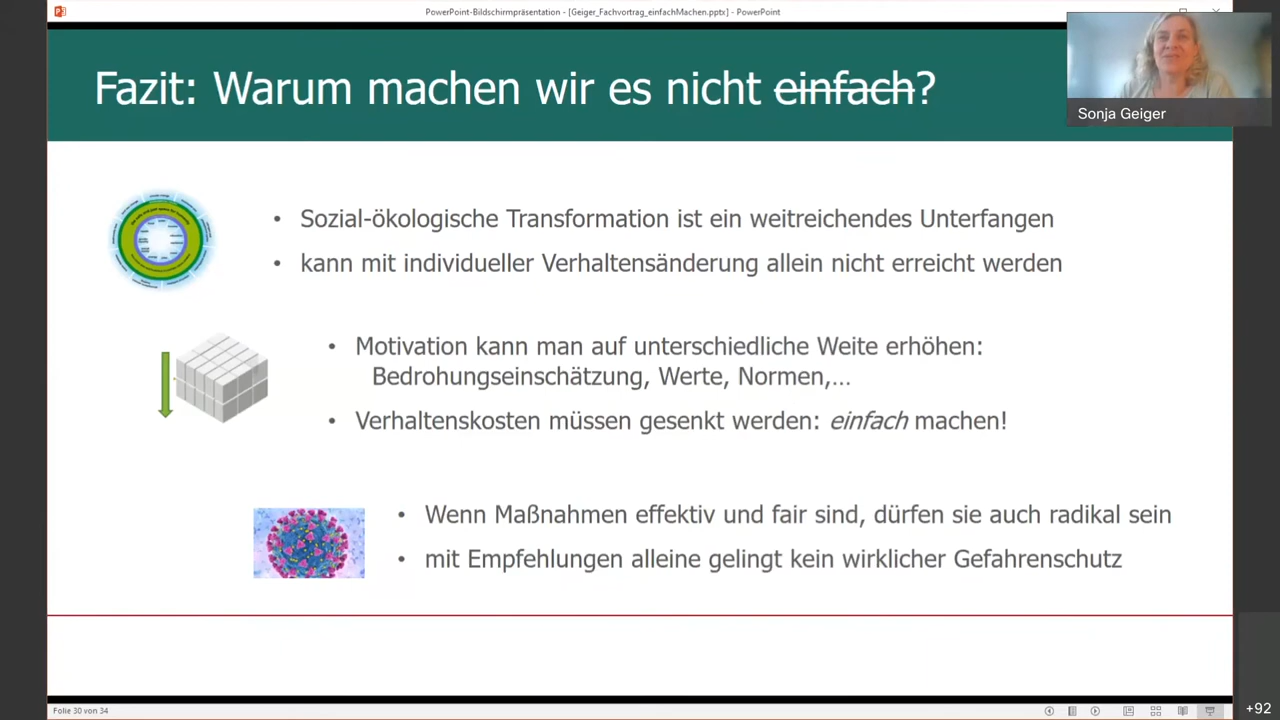 PowerPoint-Bildschirmpräsentation - [Geiger_Fachvortrag_einfachMachen.pptx] - PowerPoint
Fazit: Warum machen wir es nicht einfach?
Sonja Geiger
• Sozial-ökologische Transformation ist ein weitreichendes Unterfangen
• kann mit individueller Verhaltensänderung allein nicht erreicht werden
• Motivation kann man auf unterschiedliche Weite erhöhen:
Bedrohungseinschätzung, Werte, Normen,...
• Verhaltenskosten müssen gesenkt werden: einfach machen!
• Wenn Maßnahmen effektiv und fair sind, dürfen sie auch radikal sein
• mit Empfehlungen alleine gelingt kein wirklicher Gefahrenschutz
Folie 30 von 34
+92